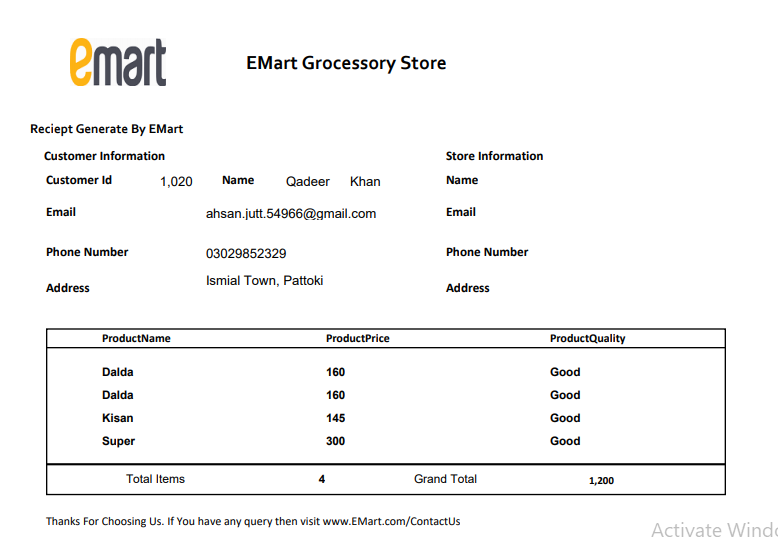 emart
EMart Grocessory Store
Reciept Generate By EMart
Customer Information Store Information
Customer Id 1,020 Name Qadeer Khan Name
Email ahsan.jutt.54966@gmail.com Email
Phone Number 03029852329 Phone Number
Address Ismial Town, Pattoki Address
ProductName ProductPrice ProductQuality
Dalda 160 Good
Dalda 160 Good
Kisan 145 Good
Super 300 Good
Total Items 4 Grand Total 1,200
Thanks For Choosing Us. If You have any query then visit www.EMart.com/ContactUs
Activate Windo